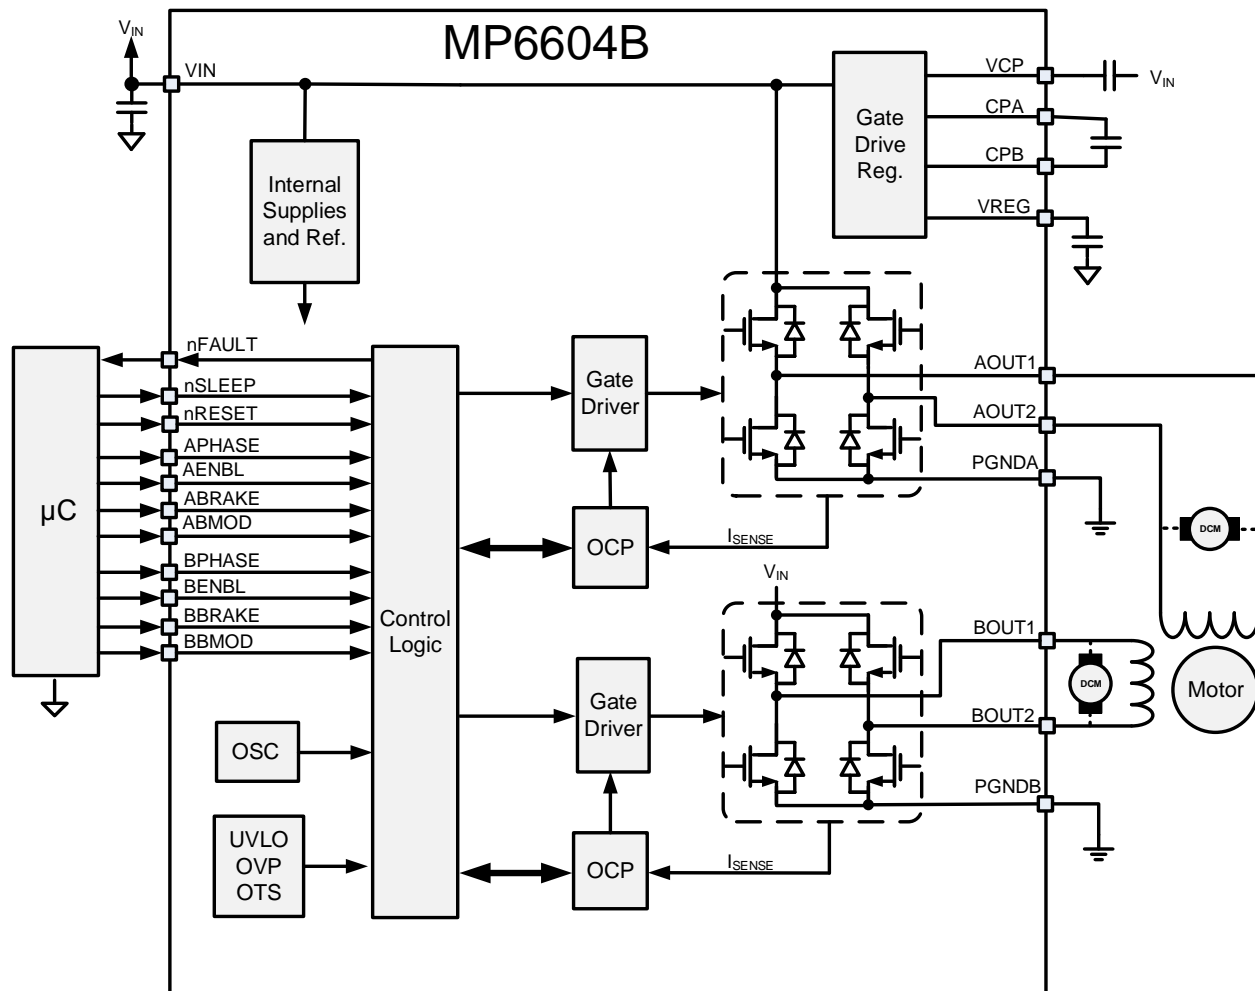 MP6604B
VIN
VIN
VCP
VIN
CPA
CPB
VREG
Gate
Drive
Reg.
Internal
Supplies
and Ref.
nFAULT
nSLEEP
nRESET
APHASE
AENBL
ABRAKE
ABMOD
BPHASE
BENBL
BBRAKE
BBMOD
µC
Control
Logic
Gate
Driver
OCP
ISENSE
AOUT1
AOUT2
PGNDA
DCM
VIN
Gate
Driver
OCP
ISENSE
BOUT1
BOUT2
PGNDB
DCM
Motor
OSC
UVLO
OVP
OTS